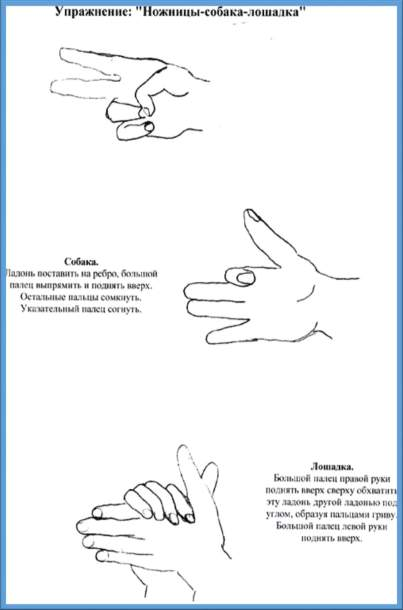 Упражнение: "Ножницы-собака-лошадка"
Собака.
Ладонь поставить на ребро, большой
палец выпрямить и поднять вверх.
Остальные пальцы сомкнуть.
Указательный палец согнуть.
Лошадка.
Большой палец правой руки
поднять вверх сверху обхватить
эту ладонь другой ладонью под
углом, образуя пальцами гриву.
Большой палец левой руки
поднять вверх.